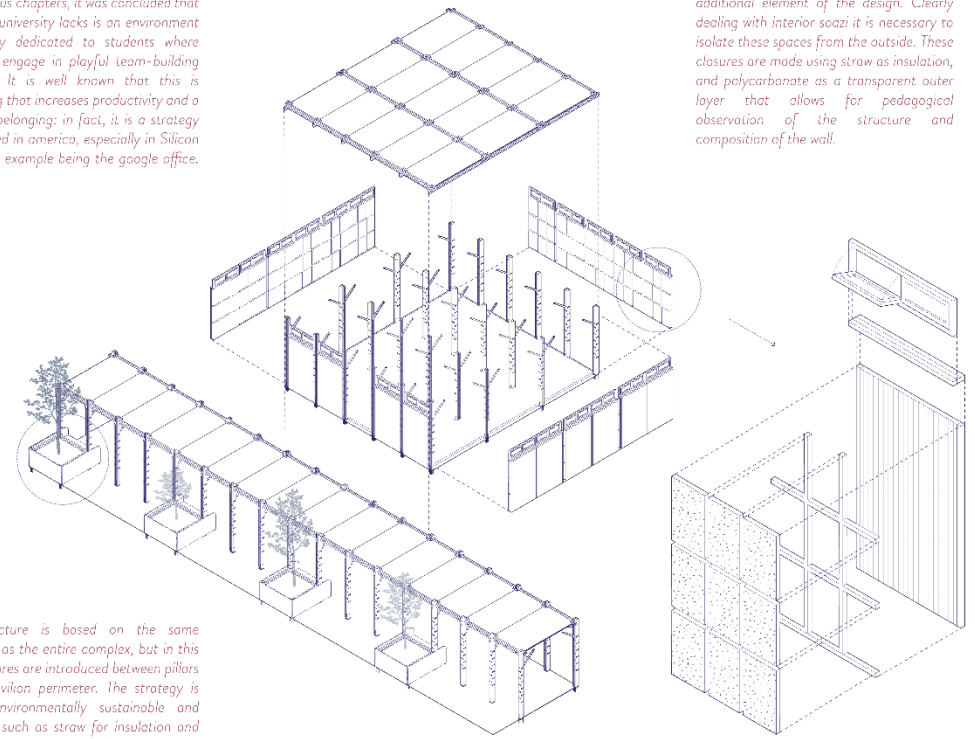 us chapters, it was concluded that
university lacks is an environment
y dedicated to students where
engage in playful team-building
It is well known that this is
g that increases productivity and a
belonging: in fact, it is a strategy
ed in america, especially in Silicon
example being the google office.
additional element of the design. Clearly
dealing with interior soazi it is necessary to
isolate these spaces from the outside. These
closures are made using straw as insulation,
and polycarbonate as a transparent outer
layer that allows for pedagogical
observation of the structure and
composition of the wall.
cture is based on the same
as the entire complex, but in this
ures are introduced between pillars
vilion perimeter. The strategy is
nvironmentally sustainable and
such as straw for insulation and